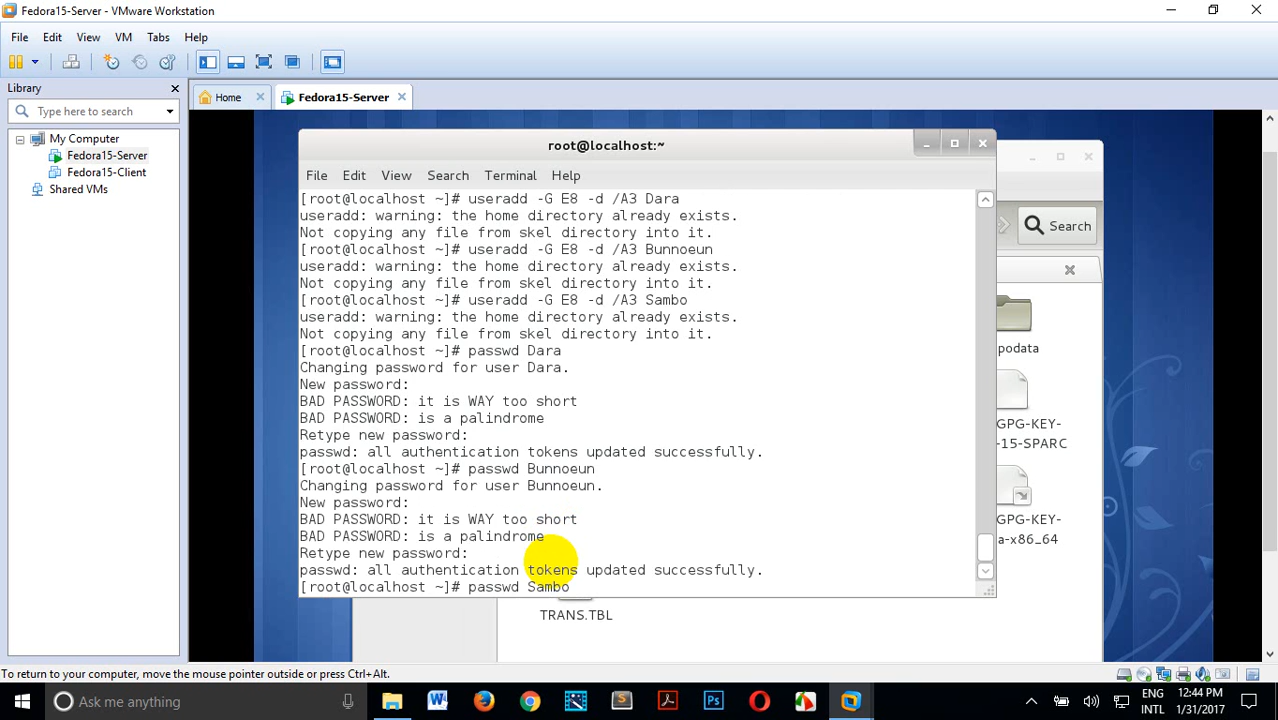 Fedora15-Server - VMware Workstation
File Edit View VM Tabs Help
Library
Type here to search
My Computer
Fedora15-Server
Fedora15-Client
Shared VMs
Home
Fedora15-Server
root@localhost:~
File Edit View Search Terminal Help
[root@localhost ~]# useradd -G E8 -d /A3 Dara
useradd: warning: the home directory already exists.
Not copying any file from skel directory into it.
[root@localhost ~]# useradd -G E8 -d /A3 Bunnoeun
useradd: warning: the home directory already exists.
Not copying any file from skel directory into it.
[root@localhost ~]# useradd -G E8 -d /A3 Sambo
useradd: warning: the home directory already exists.
Not copying any file from skel directory into it.
[root@localhost ~]# passwd Dara
Changing password for user Dara.
New password:
BAD PASSWORD: it is WAY too short
BAD PASSWORD: is a palindrome
Retype new password:
passwd: all authentication tokens updated successfully.
[root@localhost ~]# passwd Bunnoeun
Changing password for user Bunnoeun.
New password:
BAD PASSWORD: it is WAY too short
BAD PASSWORD: is a palindrome
Retype new password:
passwd: all authentication tokens updated successfully.
[root@localhost ~]# passwd Sambo
Search
podata
GPG-KEY-
-15-SPARC
GPG-KEY-
a-x86_64
TRANS.TBL
To return to your computer, move the mouse pointer outside or press Ctrl+Alt.
Ask me anything
ENG
INTL
12:44 PM
1/31/2017